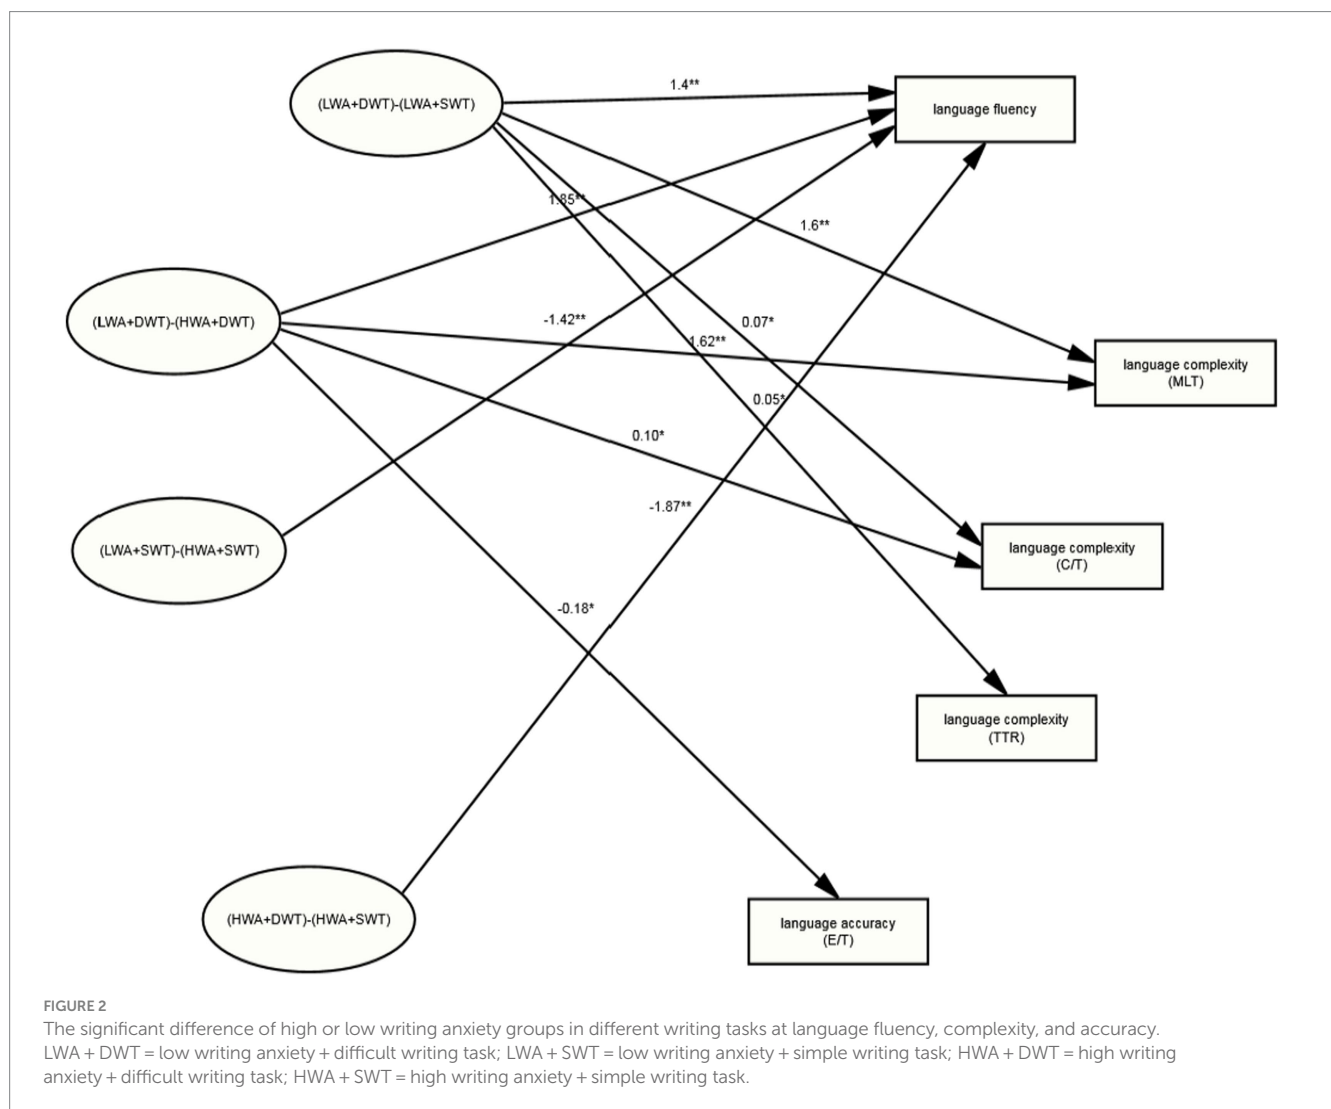 (LWA+DWT)-(LWA+SWT)
1.4**
language fluency
1.85**
1.6**
(LWA+DWT)-(HWA+DWT)
-1.42**
0.07*
1.62**
language complexity
(MLT)
0.05*
0.10*
-1.87**
(LWA+SWT)-(HWA+SWT)
language complexity
(C/T)
-0.18*
language complexity
(TTR)
(HWA+DWT)-(HWA+SWT)
language accuracy
(E/T)
FIGURE 2
The significant difference of high or low writing anxiety groups in different writing tasks at language fluency, complexity, and accuracy.
LWA + DWT = low writing anxiety + difficult writing task; LWA + SWT = low writing anxiety + simple writing task; HWA + DWT = high writing
anxiety + difficult writing task; HWA + SWT = high writing anxiety + simple writing task.